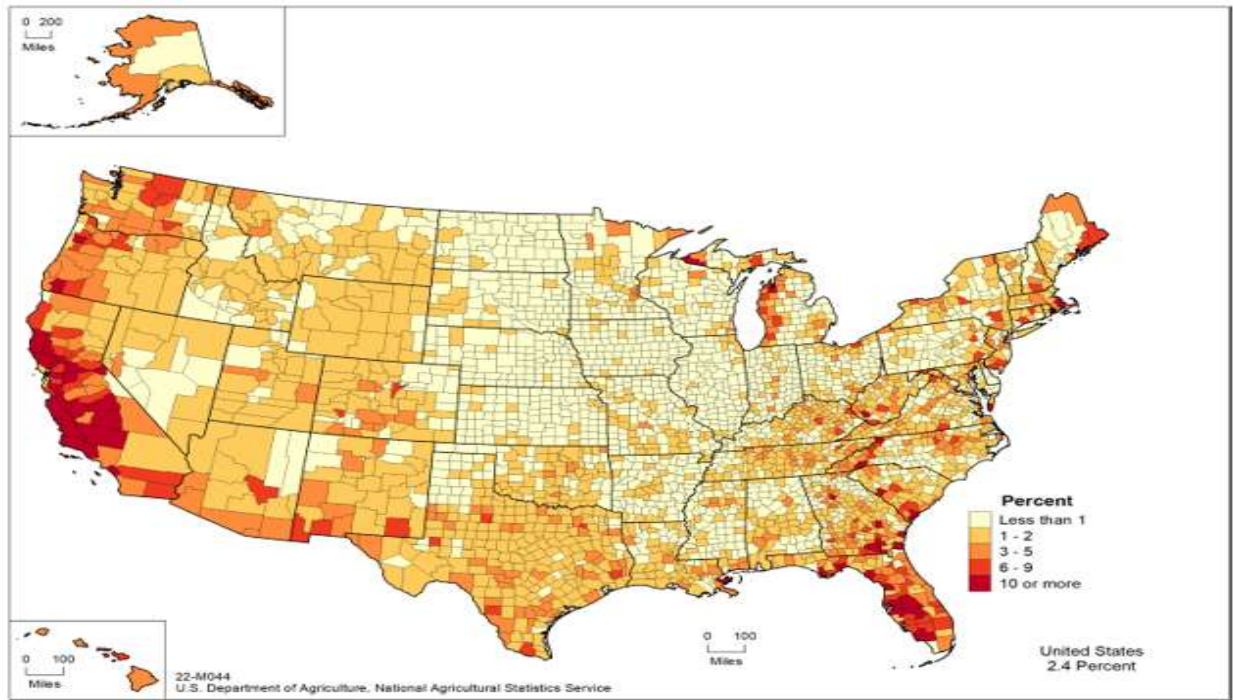 0 200
Miles
Percent
Less than 1
1 - 2
3 - 5
6 - 9
10 or more
0 100
Miles
0 100
Miles
United States
2.4 Percent
22-M044
U.S. Department of Agriculture, National Agricultural Statistics Service